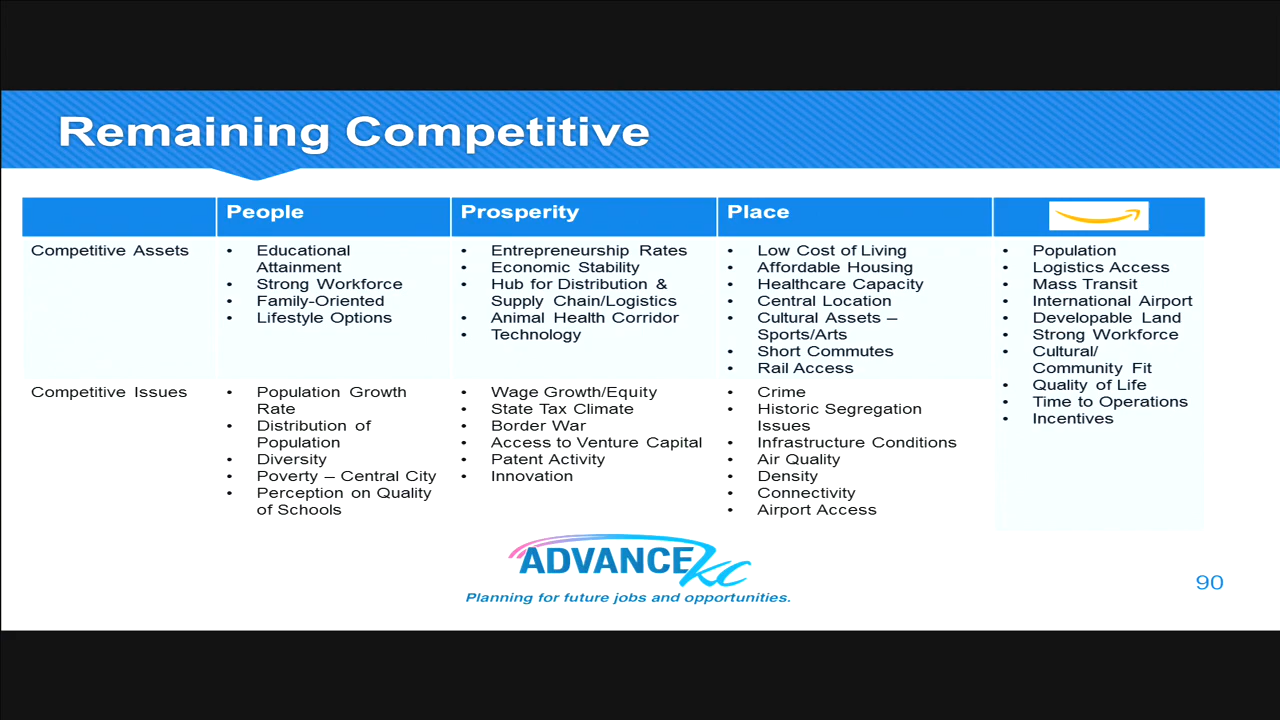 Remaining Competitive
People
Prosperity
Place
Competitive Assets
• Educational
Attainment
• Strong Workforce
• Family-Oriented
• Lifestyle Options
• Entrepreneurship Rates
• Economic Stability
• Hub for Distribution &
Supply Chain/Logistics
• Animal Health Corridor
• Technology
• Low Cost of Living
• Affordable Housing
• Healthcare Capacity
• Central Location
• Cultural Assets –
Sports/Arts
• Short Commutes
• Rail Access
• Population
• Logistics Access
• Mass Transit
• International Airport
• Developable Land
• Strong Workforce
• Cultural/
Community Fit
• Quality of Life
• Time to Operations
• Incentives
Competitive Issues
• Population Growth
Rate
• Distribution of
Population
• Diversity
• Poverty – Central City
• Perception on Quality
of Schools
• Wage Growth/Equity
• State Tax Climate
• Border War
• Access to Venture Capital
• Patent Activity
• Innovation
• Crime
• Historic Segregation
Issues
• Infrastructure Conditions
• Air Quality
• Density
• Connectivity
• Airport Access
ADVANCE KC
Planning for future jobs and opportunities.
90